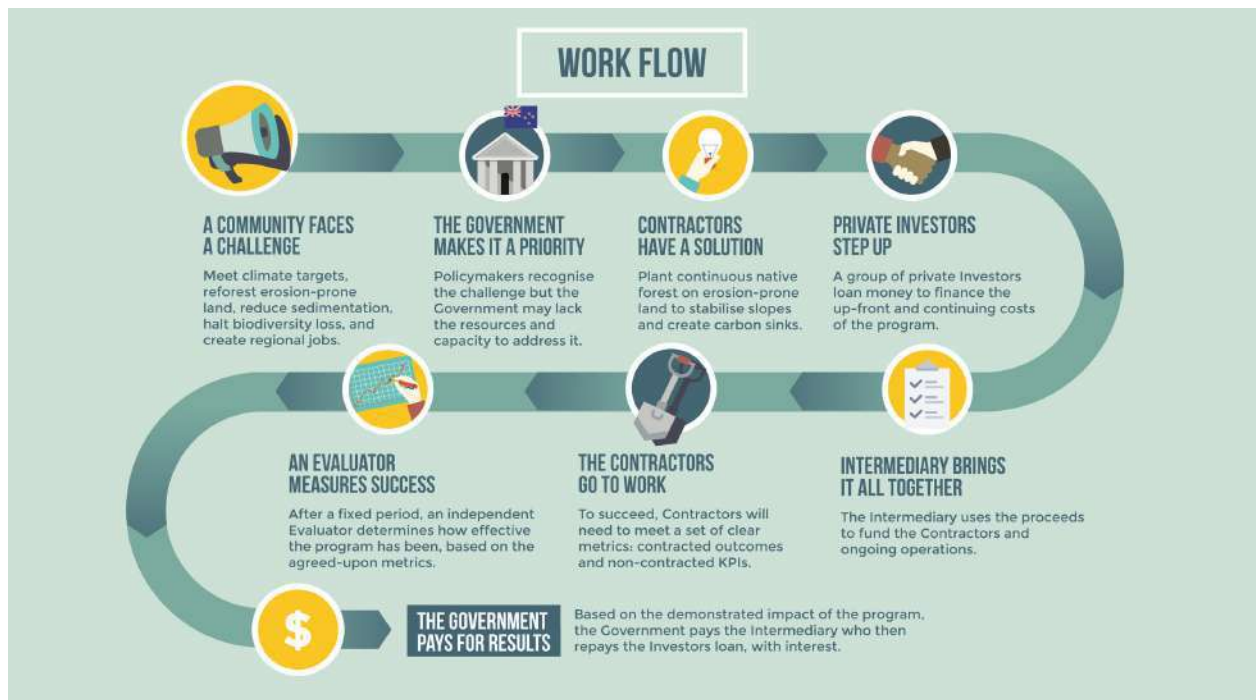 WORK FLOW
A COMMUNITY FACES
A CHALLENGE
Meet climate targets,
reforest erosion-prone
land, reduce sedimentation,
halt biodiversity loss, and
create regional jobs.
THE GOVERNMENT
MAKES IT A PRIORITY
Policymakers recognise
the challenge but the
Government may lack
the resources and
capacity to address it.
CONTRACTORS
HAVE A SOLUTION
Plant continuous native
forest on erosion-prone
land to stabilise slopes
and create carbon sinks.
PRIVATE INVESTORS
STEP UP
A group of private Investors
loan money to finance the
up-front and continuing costs
of the program.
INTERMEDIARY BRINGS
IT ALL TOGETHER
The Intermediary uses the proceeds
to fund the Contractors and
ongoing operations.
THE CONTRACTORS
GO TO WORK
To succeed, Contractors will
need to meet a set of clear
metrics: contracted outcomes
and non-contracted KPIs.
AN EVALUATOR
MEASURES SUCCESS
After a fixed period, an independent
Evaluator determines how effective
the program has been, based on the
agreed-upon metrics.
$
THE GOVERNMENT
PAYS FOR RESULTS
Based on the demonstrated impact of the program,
the Government pays the Intermediary who then
repays the Investors loan, with interest.